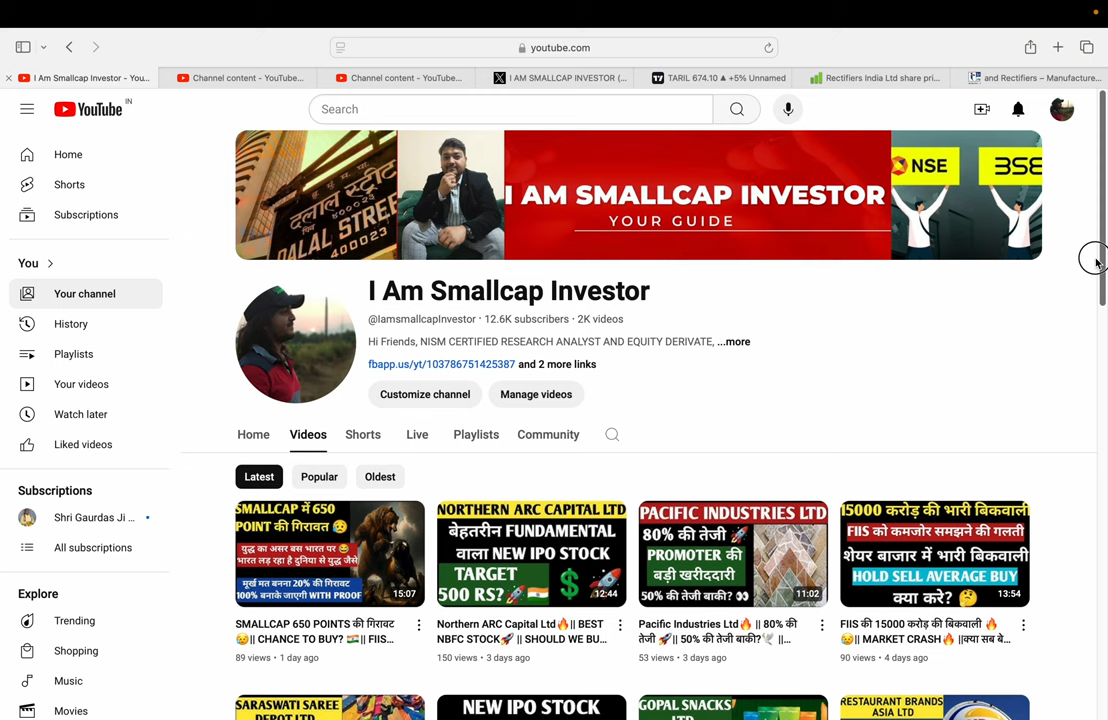 youtube.com
I Am Smallcap Investor - You...
Channel content - YouTube...
Channel content - YouTube...
I AM SMALLCAP INVESTOR (...
TARIL 674.10 ▲ +5% Unnamed
Rectifiers India Ltd share pri...
and Rectifiers – Manufacture...
YouTube IN
Search
Home
Shorts
Subscriptions
You
Your channel
History
Playlists
Your videos
Watch later
Liked videos
Subscriptions
Shri Gaurdas Ji ...
All subscriptions
Explore
Trending
Shopping
Music
Movies
दलाल स्ट्रीट
DALAL STREET
400023
I AM SMALLCAP INVESTOR
YOUR GUIDE
NSE
BSE
I Am Smallcap Investor
@IamsmallcapInvestor · 12.6K subscribers · 2K videos
Hi Friends, NISM CERTIFIED RESEARCH ANALYST AND EQUITY DERIVATE, ...more
fbapp.us/yt/103786751425387 and 2 more links
Customize channel
Manage videos
Home
Videos
Shorts
Live
Playlists
Community
Latest
Popular
Oldest
SMALLCAP में 650
POINT की गिरावट 😥
युद्ध का असर बस भारत पर 😂
भारत लड़ रहा है दुनिया से युद्ध जैसे
मूर्ख मत बनना 20% की गिरावट
100% बनाके जाएगी WITH PROOF
15:07
SMALLCAP 650 POINTS की गिरावट
😥|| CHANCE TO BUY? 🇮🇳|| FIIS...
89 views · 1 day ago
NORTHERN ARC CAPITAL LTD
बेहतरीन FUNDAMENTAL
वाला NEW IPO STOCK
TARGET
500 RS?
12:44
Northern ARC Capital Ltd🔥|| BEST
NBFC STOCK🚀 || SHOULD WE BU...
150 views · 3 days ago
PACIFIC INDUSTRIES LTD
80% की तेजी 🚀
PROMOTER की
बड़ी खरीददारी
50% की तेजी बाकी? 👀
11:02
Pacific Industries Ltd🔥 || 80% की
तेजी 🚀|| 50% की तेजी बाकी?🕊️ ||...
53 views · 3 days ago
15000 करोड़ की भारी बिकवाली
FIIS को कमजोर समझने की गलती
शेयर बाजार में भारी बिकवाली
HOLD SELL AVERAGE BUY
क्या करे? 🤔
13:54
FIIS की 15000 करोड़ की बिकवाली 🔥
😥|| MARKET CRASH🔥 ||क्या सब बे...
90 views · 4 days ago
SARASWATI SAREE
DEPOT LTD
NEW IPO STOCK
GOPAL SNACKS
LTD
RESTAURANT BRANDS
ASIA LTD